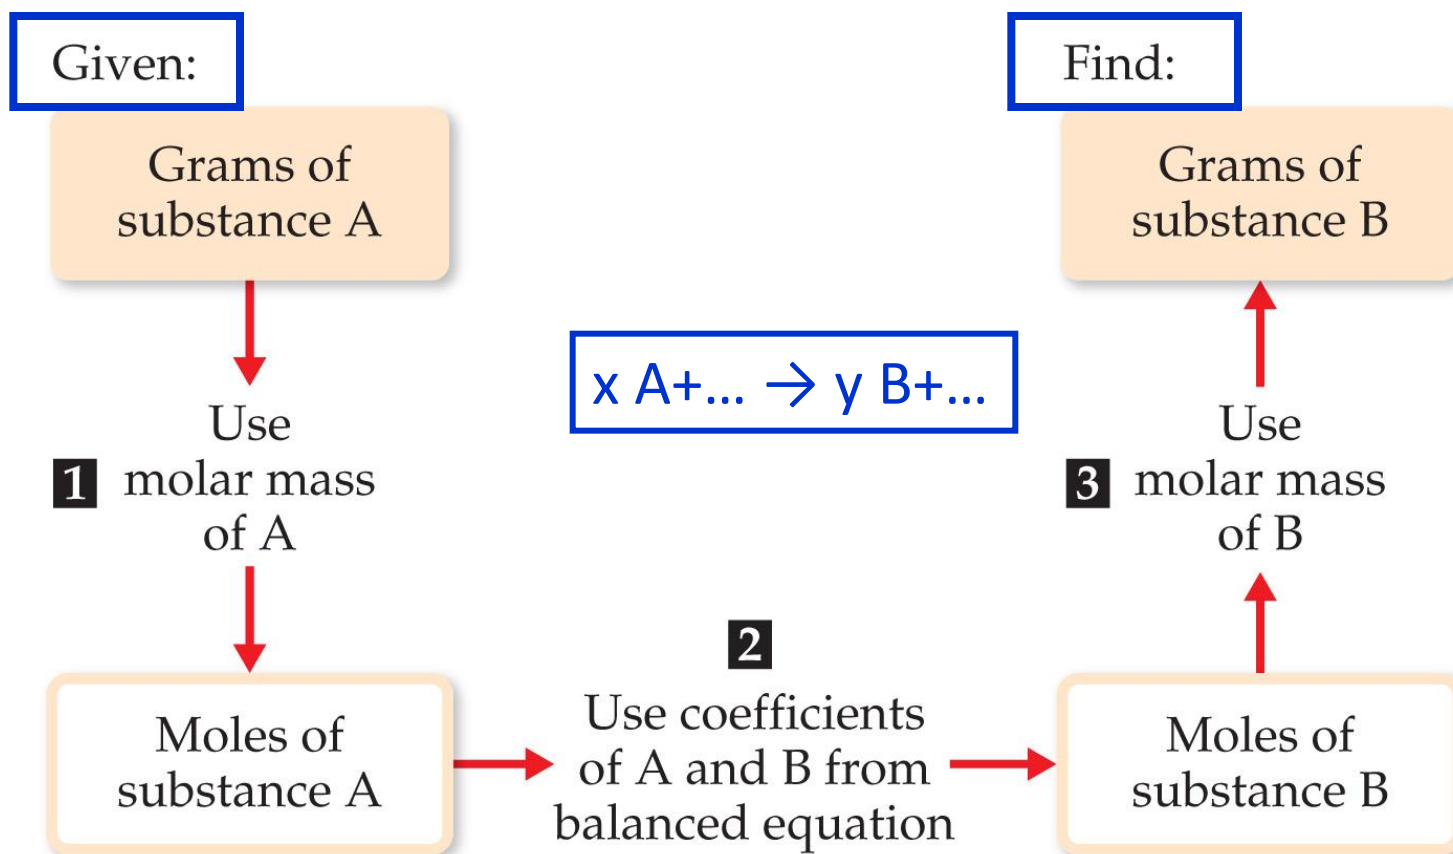 Given:
Find:
Grams of
substance A
Grams of
substance B
x A+... → y B+...
Use
1 molar mass
of A
Use
3 molar mass
of B
2
Moles of
substance A
Use coefficients
of A and B from
balanced equation
Moles of
substance B